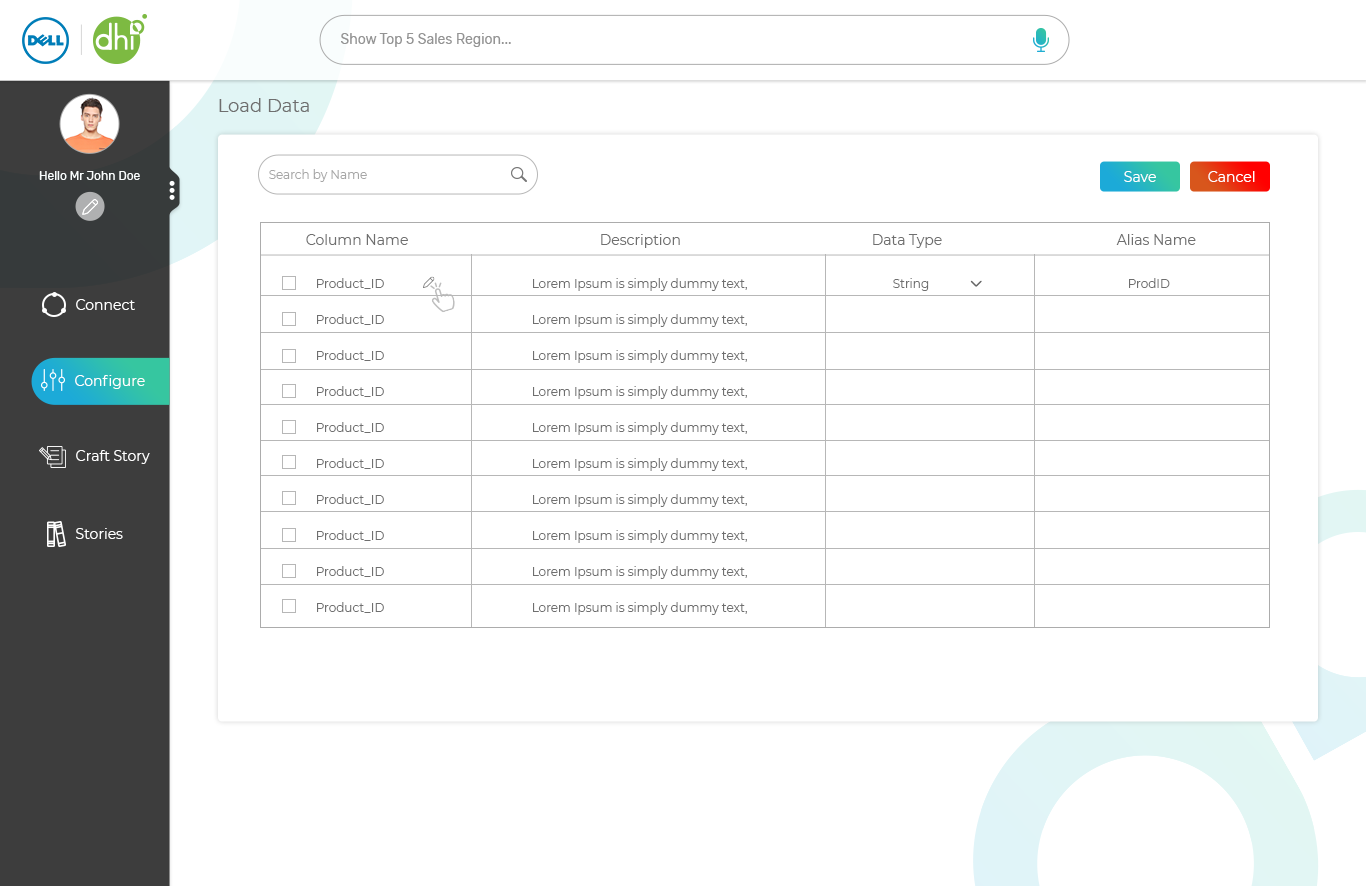 DELL dhi
Show Top 5 Sales Region...
Hello Mr John Doe
Connect
Configure
Craft Story
Stories
Load Data
Search by Name
Save Cancel
Column Name Description Data Type Alias Name
Product_ID Lorem Ipsum is simply dummy text, String ProdID
Product_ID Lorem Ipsum is simply dummy text,
Product_ID Lorem Ipsum is simply dummy text,
Product_ID Lorem Ipsum is simply dummy text,
Product_ID Lorem Ipsum is simply dummy text,
Product_ID Lorem Ipsum is simply dummy text,
Product_ID Lorem Ipsum is simply dummy text,
Product_ID Lorem Ipsum is simply dummy text,
Product_ID Lorem Ipsum is simply dummy text,
Product_ID Lorem Ipsum is simply dummy text,